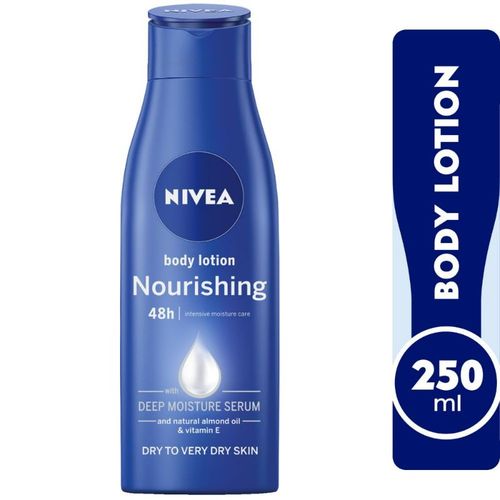 NIVEA
body lotion
Nourishing
48h | intensive moisture care
with
DEEP MOISTURE SERUM
and natural almond oil
& vitamin E
DRY TO VERY DRY SKIN
BODY LOTION
250
ml